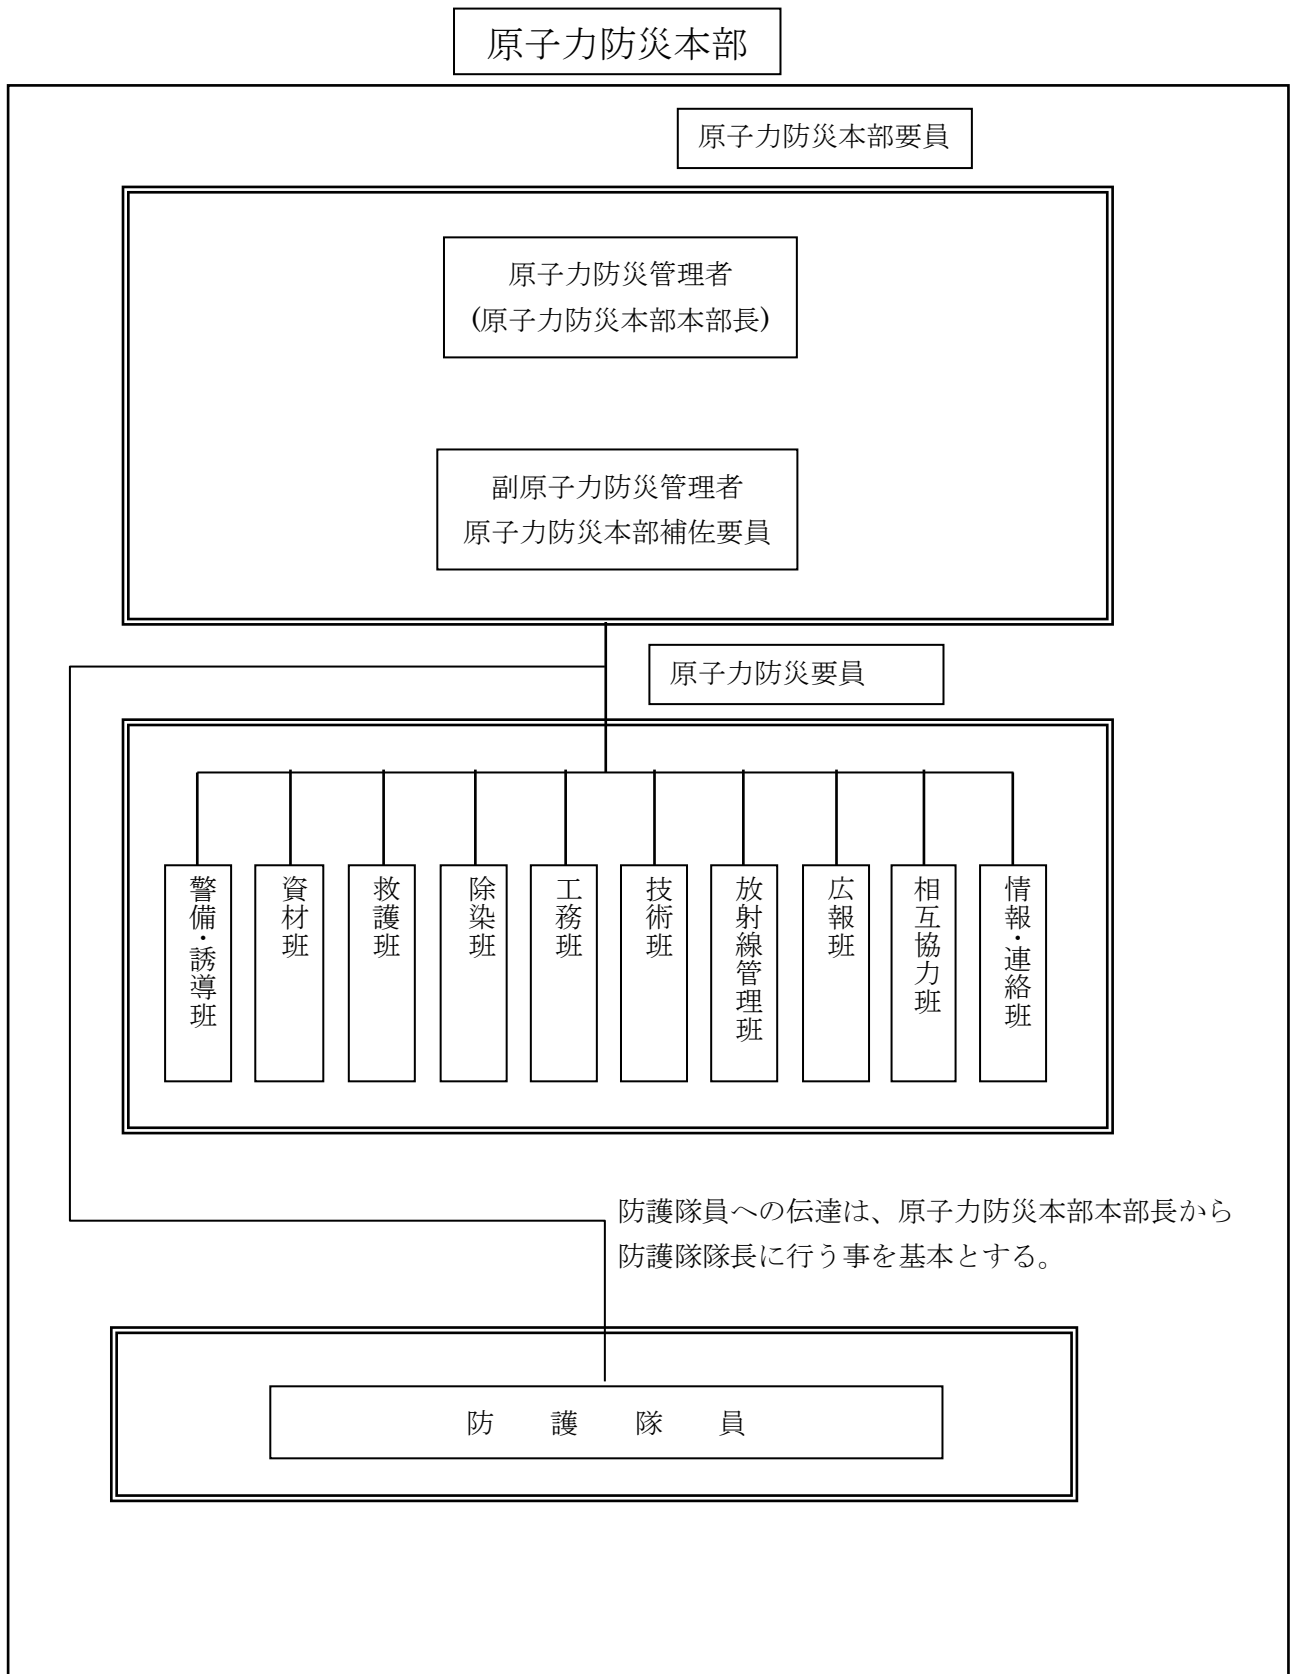 原子力防災本部
原子力防災本部要員
原子力防災管理者
(原子力防災本部本部長)
副原子力防災管理者
原子力防災本部補佐要員
原子力防災要員
警備・誘導班
資材班
救護班
除染班
工務班
技術班
放射線管理班
広報班
相互協力班
情報・連絡班
防護隊員への伝達は、原子力防災本部本部長から
防護隊隊長に行う事を基本とする。
防　護　隊　員